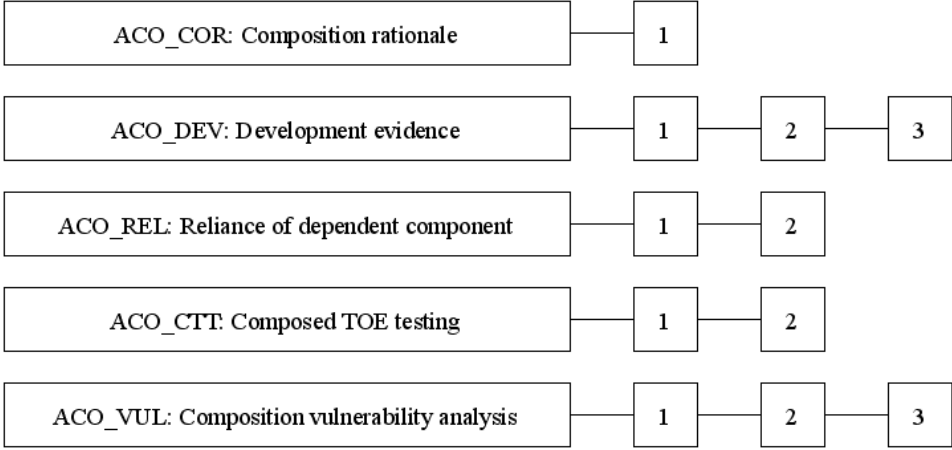 ACO_COR: Composition rationale 1
ACO_DEV: Development evidence 1 2 3
ACO_REL: Reliance of dependent component 1 2
ACO_CTT: Composed TOE testing 1 2
ACO_VUL: Composition vulnerability analysis 1 2 3